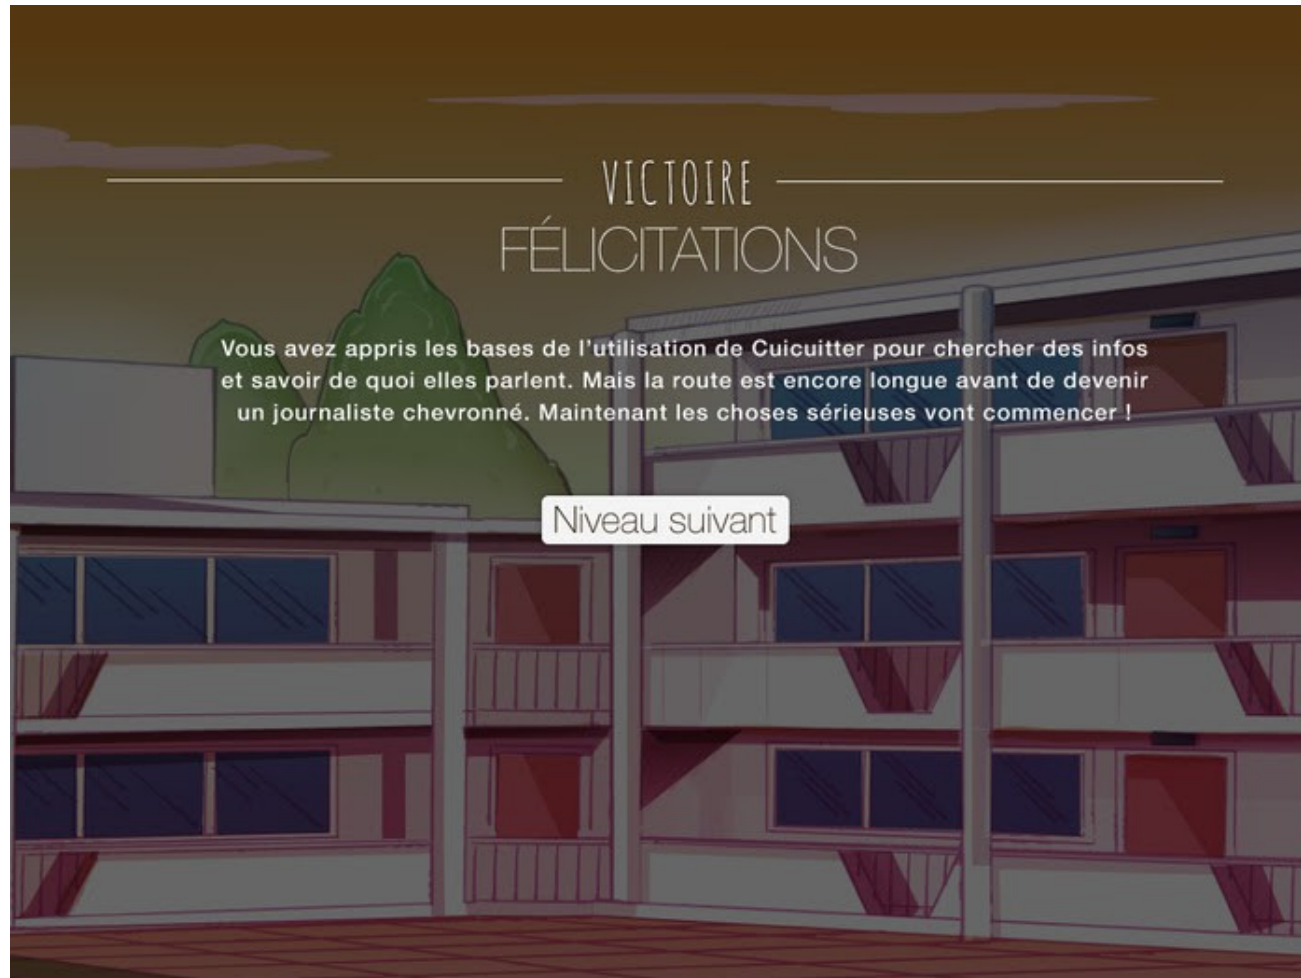 VICTOIRE
FÉLICITATIONS
Vous avez appris les bases de l'utilisation de Cuicuitter pour chercher des infos
et savoir de quoi elles parlent. Mais la route est encore longue avant de devenir
un journaliste chevronné. Maintenant les choses sérieuses vont commencer !
Niveau suivant